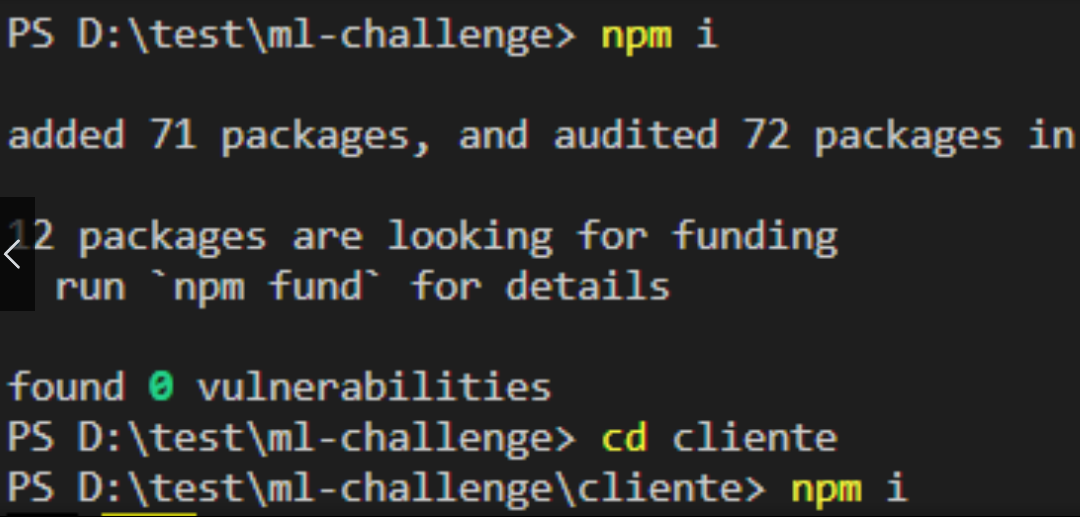 PS D:\test\ml-challenge> npm i
added 71 packages, and audited 72 packages in
12 packages are looking for funding
run `npm fund` for details
found 0 vulnerabilities
PS D:\test\ml-challenge> cd cliente
PS D:\test\ml-challenge\cliente> npm i